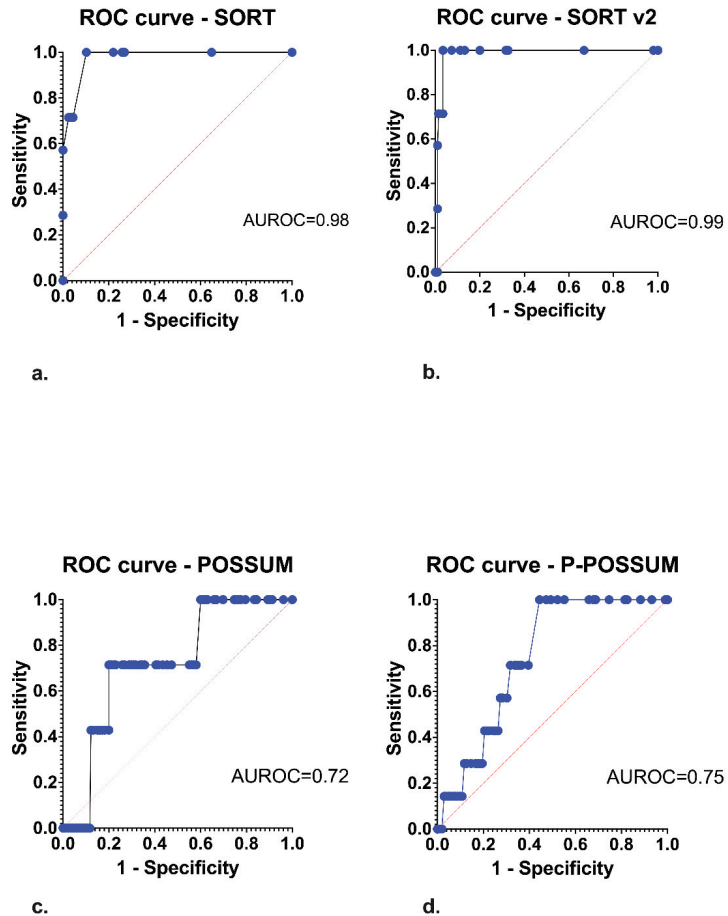 ROC curve - SORT
1.0
0.8
0.6
0.4
0.2
0.0
Sensitivity
AUROC=0.98
0.0 0.2 0.4 0.6 0.8 1.0
1 - Specificity
a.
ROC curve - SORT v2
1.0
0.8
0.6
0.4
0.2
0.0
Sensitivity
AUROC=0.99
0.0 0.2 0.4 0.6 0.8 1.0
1 - Specificity
b.
ROC curve - POSSUM
1.0
0.8
0.6
0.4
0.2
0.0
Sensitivity
AUROC=0.72
0.0 0.2 0.4 0.6 0.8 1.0
1 - Specificity
c.
ROC curve - P-POSSUM
1.0
0.8
0.6
0.4
0.2
0.0
Sensitivity
AUROC=0.75
0.0 0.2 0.4 0.6 0.8 1.0
1 - Specificity
d.